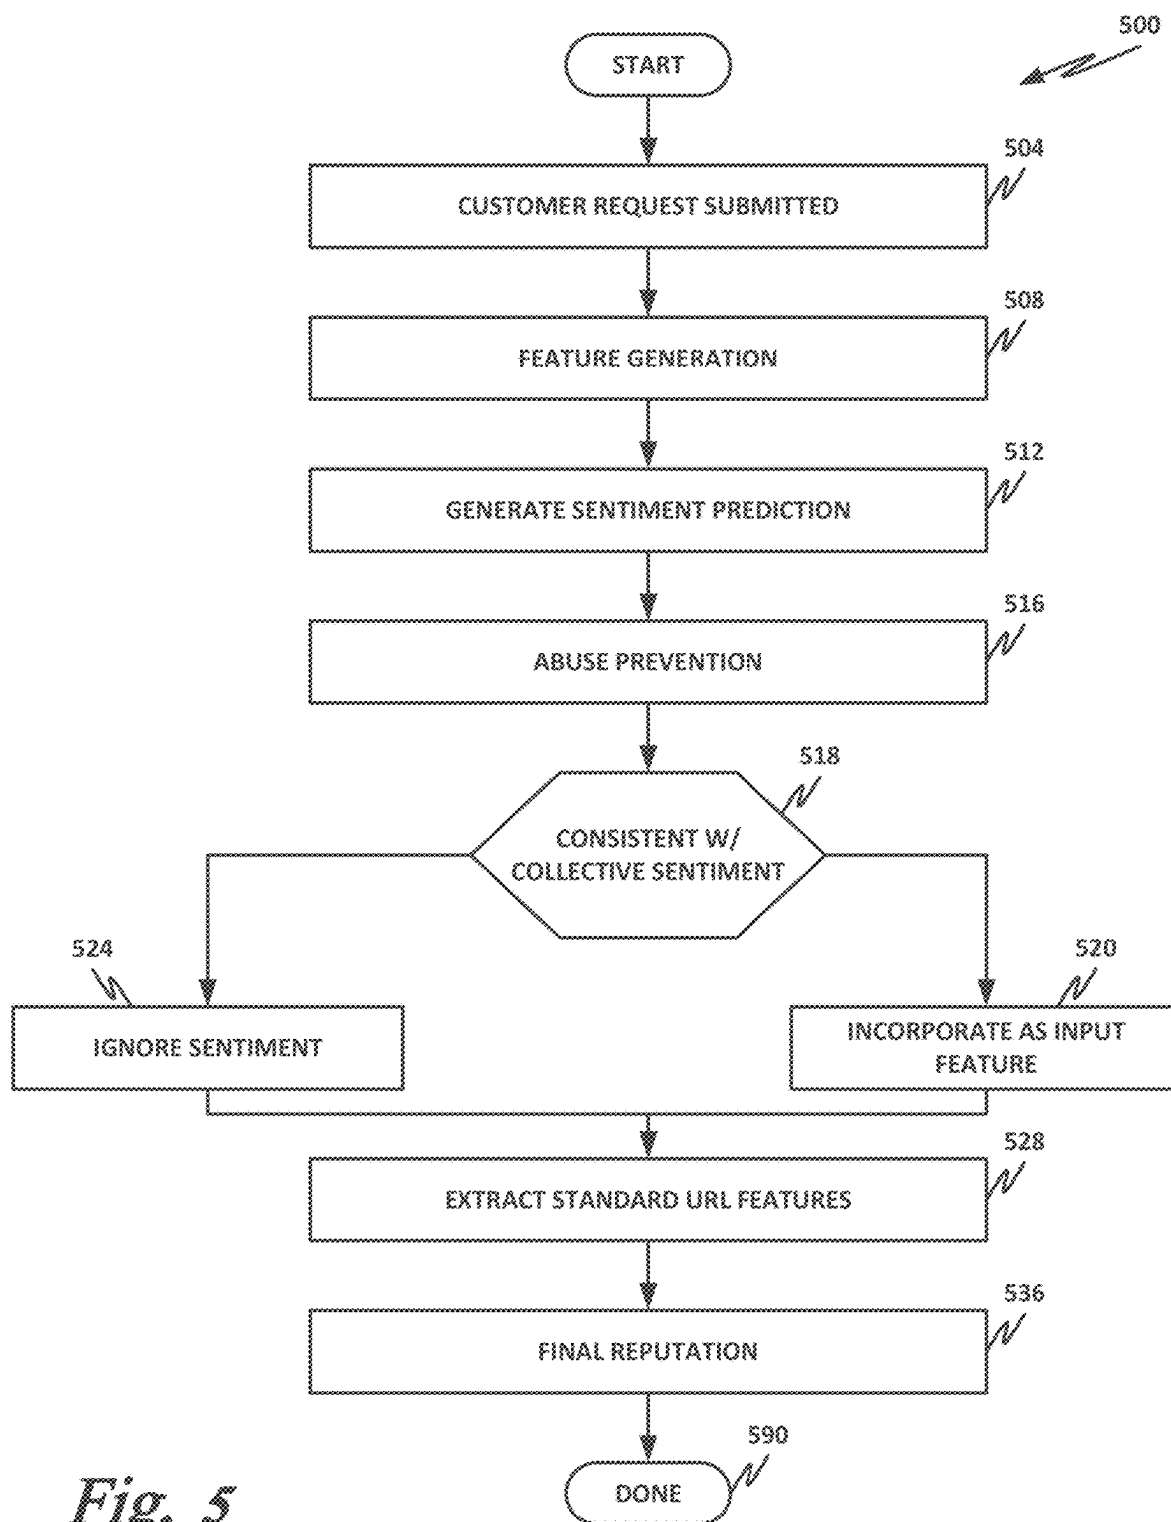 500
START
504
CUSTOMER REQUEST SUBMITTED
508
FEATURE GENERATION
512
GENERATE SENTIMENT PREDICTION
516
ABUSE PREVENTION
518
CONSISTENT W/
COLLECTIVE SENTIMENT
524
520
IGNORE SENTIMENT
INCORPORATE AS INPUT
FEATURE
528
EXTRACT STANDARD URL FEATURES
536
FINAL REPUTATION
590
DONE
Fig. 5